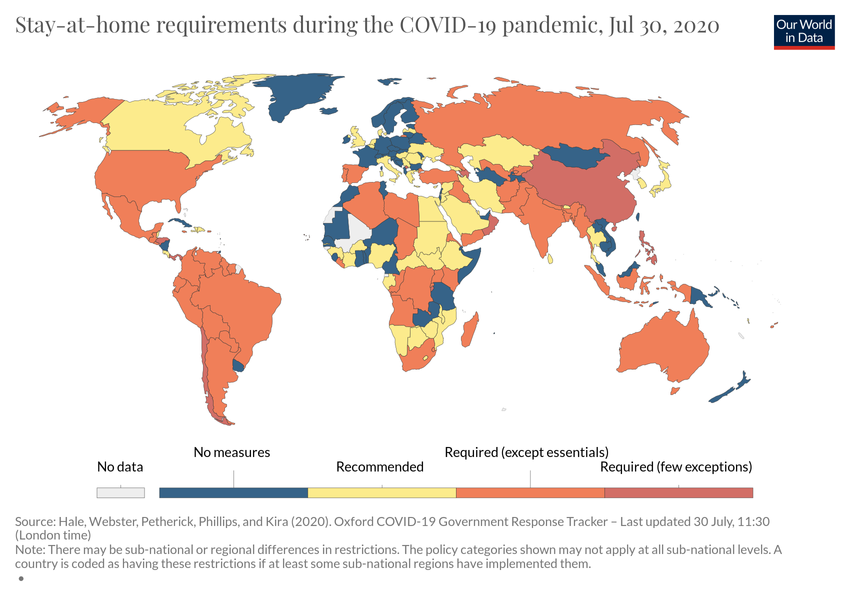 Stay-at-home requirements during the COVID-19 pandemic, Jul 30, 2020
Our World
in Data
No data
No measures
Recommended
Required (except essentials)
Required (few exceptions)
Source: Hale, Webster, Petherick, Phillips, and Kira (2020). Oxford COVID-19 Government Response Tracker – Last updated 30 July, 11:30
(London time)
Note: There may be sub-national or regional differences in restrictions. The policy categories shown may not apply at all sub-national levels. A
country is coded as having these restrictions if at least some sub-national regions have implemented them.
•